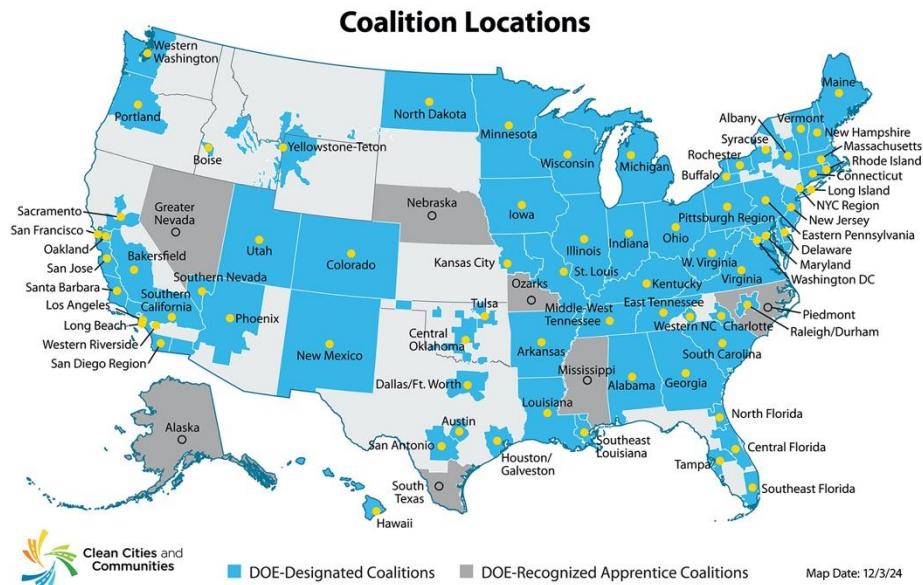 Coalition Locations
Western
Washington
Portland
Boise
Yellowstone-Teton
North Dakota
Minnesota
Wisconsin
Michigan
Albany
Vermont
Maine
Syracuse
Rochester
Buffalo
New Hampshire
Massachusetts
Rhode Island
Connecticut
Long Island
NYC Region
New Jersey
Eastern Pennsylvania
Delaware
Maryland
Washington DC
Sacramento
San Francisco
Oakland
San Jose
Santa Barbara
Los Angeles
Long Beach
Western Riverside
San Diego Region
Greater
Nevada
Bakersfield
Southern Nevada
Southern
California
Utah
Colorado
Phoenix
New Mexico
Nebraska
Iowa
Kansas City
Illinois
Indiana
Ohio
Pittsburgh Region
St. Louis
W. Virginia
Virginia
Kentucky
Ozarks
Tulsa
Central
Oklahoma
Middle-West
Tennessee
East Tennessee
Western NC
Charlotte
Piedmont
Raleigh/Durham
Arkansas
South Carolina
Mississippi
Alabama
Georgia
Dallas/Ft. Worth
Louisiana
Austin
San Antonio
Houston/
Galveston
Southeast
Louisiana
South
Texas
North Florida
Central Florida
Tampa
Southeast Florida
Alaska
Hawaii
Clean Cities and
Communities
DOE-Designated Coalitions
DOE-Recognized Apprentice Coalitions
Map Date: 12/3/24